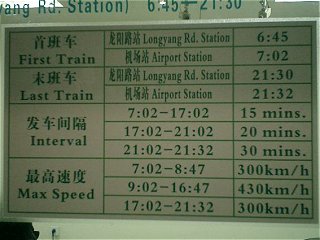 yang Rd. Station) 6:45—21:30
首班车
First Train
龙阳路站 Longyang Rd. Station 6:45
机场站 Airport Station 7:02
末班车
Last Train
龙阳路站 Longyang Rd. Station 21:30
机场站 Airport Station 21:32
发车间隔
Interval
7:02-17:02 15 mins.
17:02-21:02 20 mins.
21:02-21:32 30 mins.
最高速度
Max Speed
7:02-8:47 300km/h
9:02-16:47 430km/h
17:02-21:32 300km/h